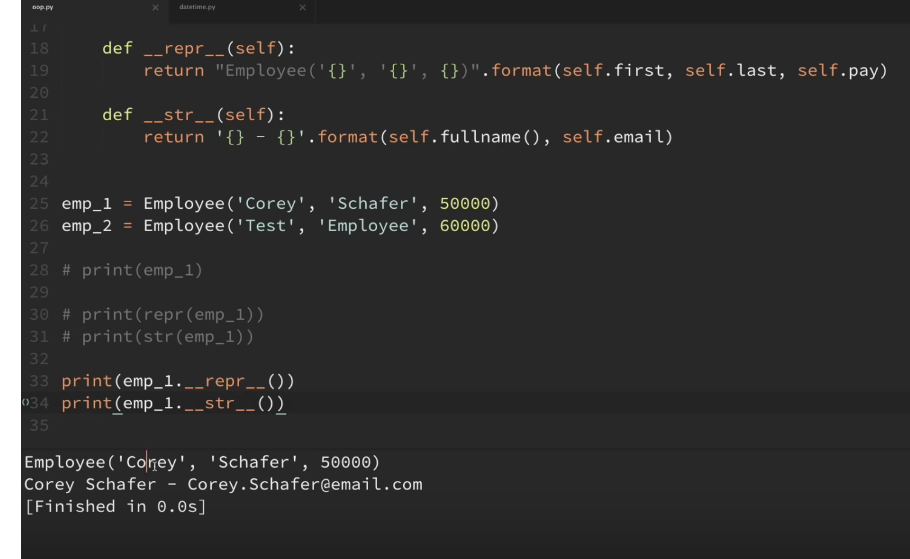 oop.py × datetime.py ×
17
18 def __repr__(self):
19 return "Employee('{}', '{}', {})".format(self.first, self.last, self.pay)
20
21 def __str__(self):
22 return '{} - {}'.format(self.fullname(), self.email)
23
24
25 emp_1 = Employee('Corey', 'Schafer', 50000)
26 emp_2 = Employee('Test', 'Employee', 60000)
27
28 # print(emp_1)
29
30 # print(repr(emp_1))
31 # print(str(emp_1))
32
33 print(emp_1.__repr__())
34 print(emp_1.__str__())
35
Employee('Corey', 'Schafer', 50000)
Corey Schafer - Corey.Schafer@email.com
[Finished in 0.0s]